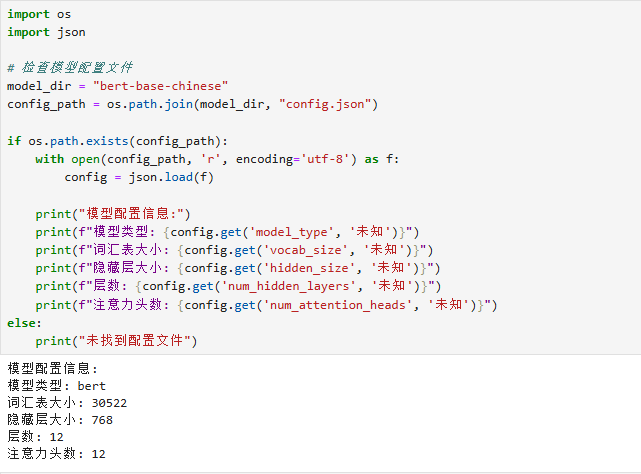 import os
import json

# 检查模型配置文件
model_dir = "bert-base-chinese"
config_path = os.path.join(model_dir, "config.json")

if os.path.exists(config_path):
    with open(config_path, 'r', encoding='utf-8') as f:
        config = json.load(f)

    print("模型配置信息:")
    print(f"模型类型: {config.get('model_type', '未知')}")
    print(f"词汇表大小: {config.get('vocab_size', '未知')}")
    print(f"隐藏层大小: {config.get('hidden_size', '未知')}")
    print(f"层数: {config.get('num_hidden_layers', '未知')}")
    print(f"注意力头数: {config.get('num_attention_heads', '未知')}")
else:
    print("未找到配置文件")
模型配置信息:
模型类型: bert
词汇表大小: 30522
隐藏层大小: 768
层数: 12
注意力头数: 12